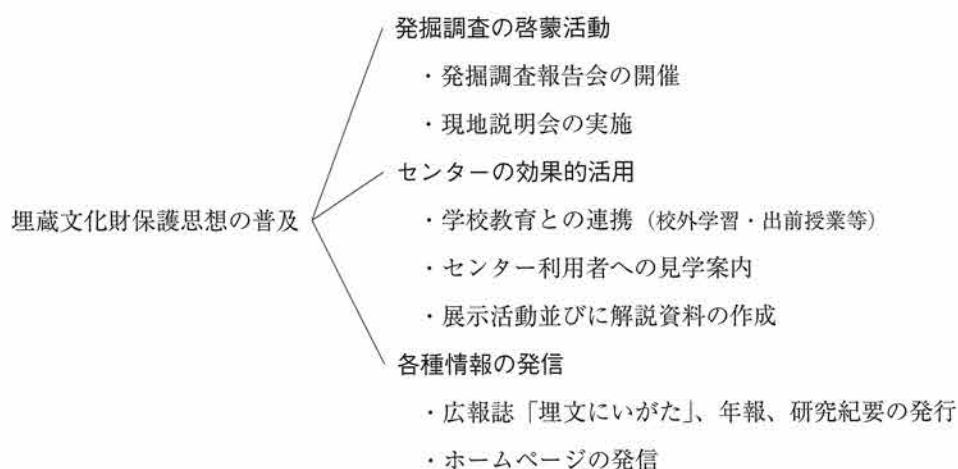 発掘調査の啓蒙活動
・発掘調査報告会の開催
・現地説明会の実施
センターの効果的活用
埋蔵文化財保護思想の普及
・学校教育との連携（校外学習・出前授業等）
・センター利用者への見学案内
・展示活動並びに解説資料の作成
各種情報の発信
・広報誌「埋文にいがた」、年報、研究紀要の発行
・ホームページの発信